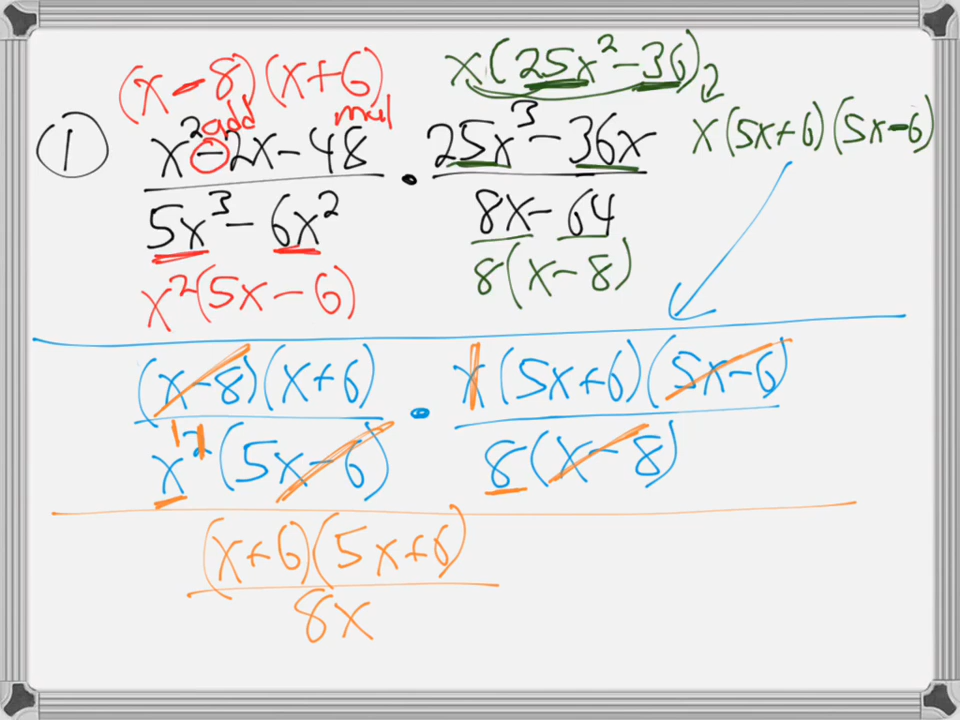 (x - 8)(x + 6)
x(25x² - 36)
add mul
x(5x + 6)(5x - 6)
① x² - 2x - 48 / 5x³ - 6x² · 25x³ - 36x / 8x - 64
x²(5x - 6)
8(x - 8)
(x - 8)(x + 6) / x²(5x - 6) · x(5x + 6)(5x - 6) / 8(x - 8)
1
(x + 6)(5x + 6) / 8x